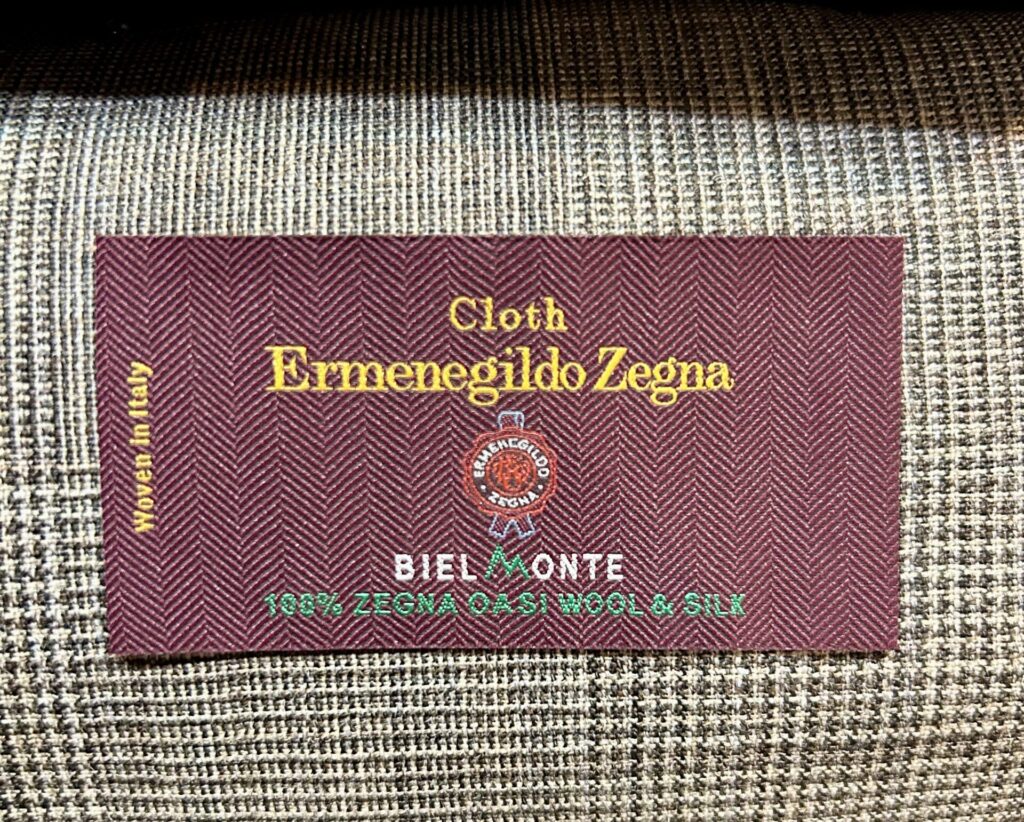 Cloth
Ermenegildo Zegna
Woven in Italy
ERMENEGILDO
ZEGNA
BIELMONTE
100% ZEGNA OASI WOOL & SILK